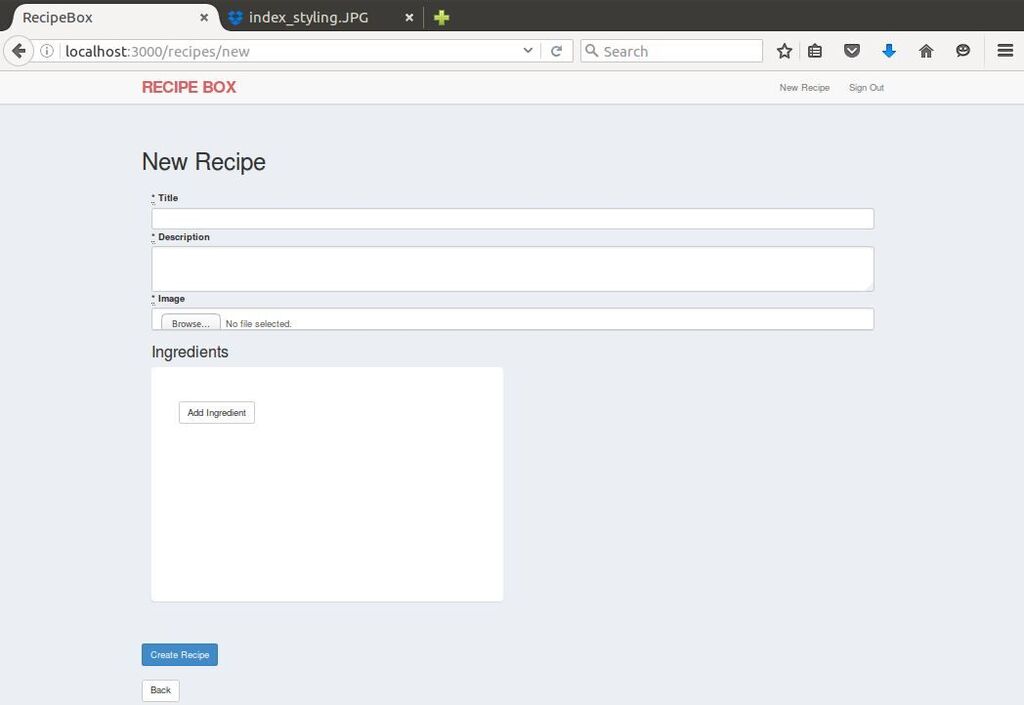 RecipeBox
index_styling.JPG
localhost:3000/recipes/new
Search
RECIPE BOX
New Recipe
Sign Out
New Recipe
* Title
* Description
* Image
Browse... No file selected.
Ingredients
Add Ingredient
Create Recipe
Back